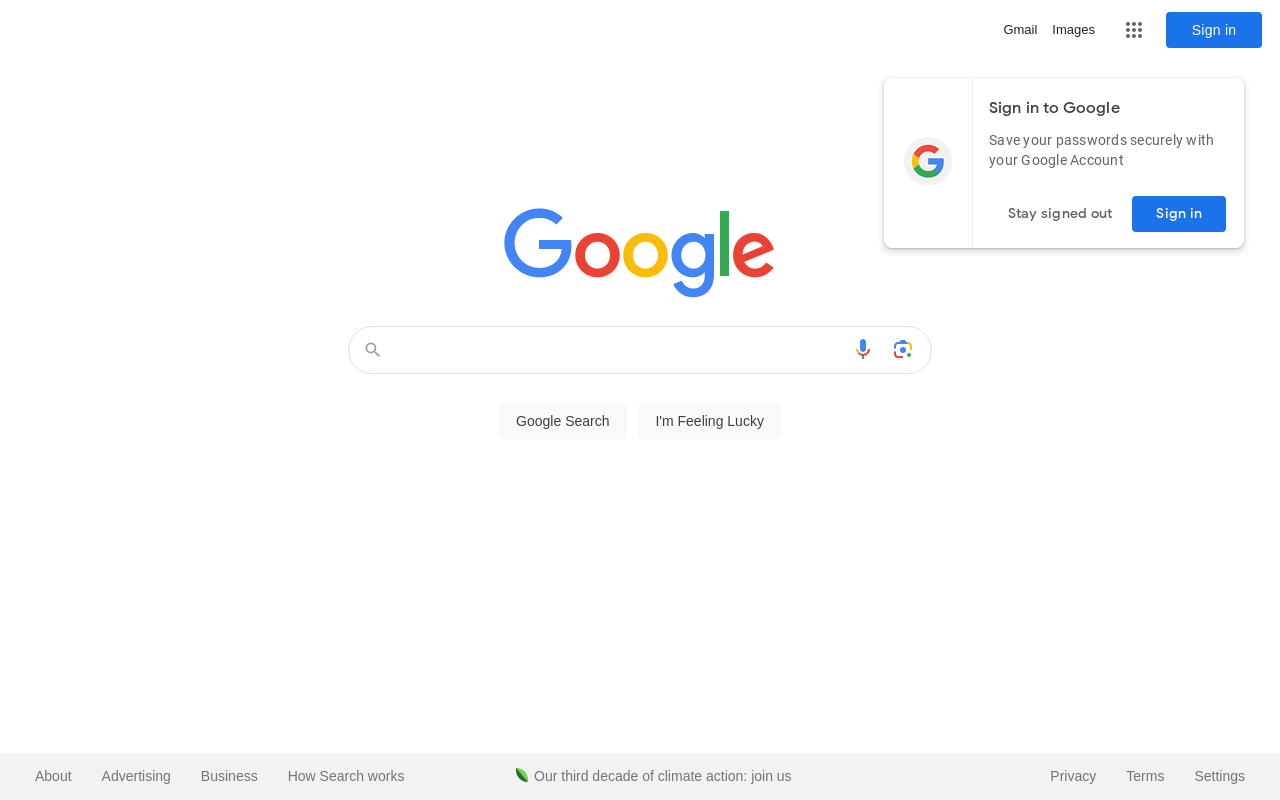 Gmail Images Sign in
Sign in to Google
Save your passwords securely with
your Google Account
Stay signed out Sign in
Google
Google Search I'm Feeling Lucky
About Advertising Business How Search works Our third decade of climate action: join us Privacy Terms Settings